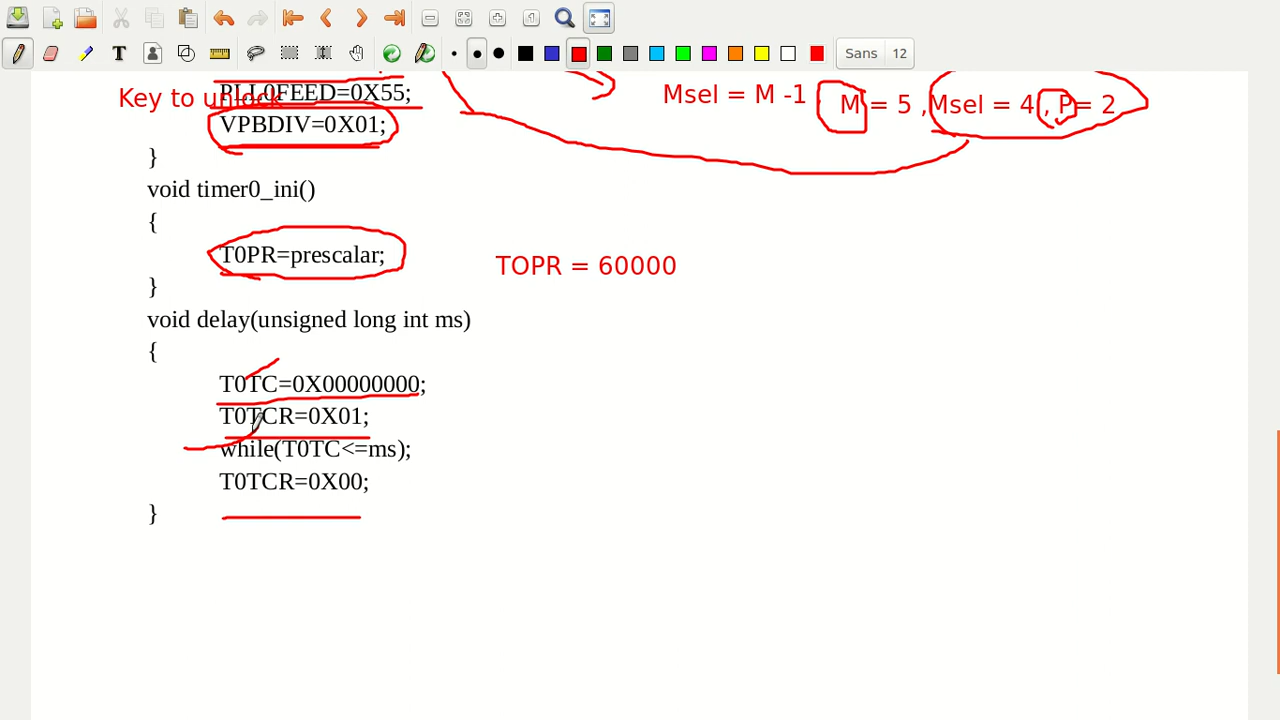 Sans 12
PLL0FEED=0X55;
Key to unlock
Msel = M -1
M = 5 ,Msel = 4 , P = 2
VPBDIV=0X01;
}
void timer0_ini()
{
T0PR=prescalar;
TOPR = 60000
}
void delay(unsigned long int ms)
{
T0TC=0X00000000;
T0TCR=0X01;
while(T0TC<=ms);
T0TCR=0X00;
}